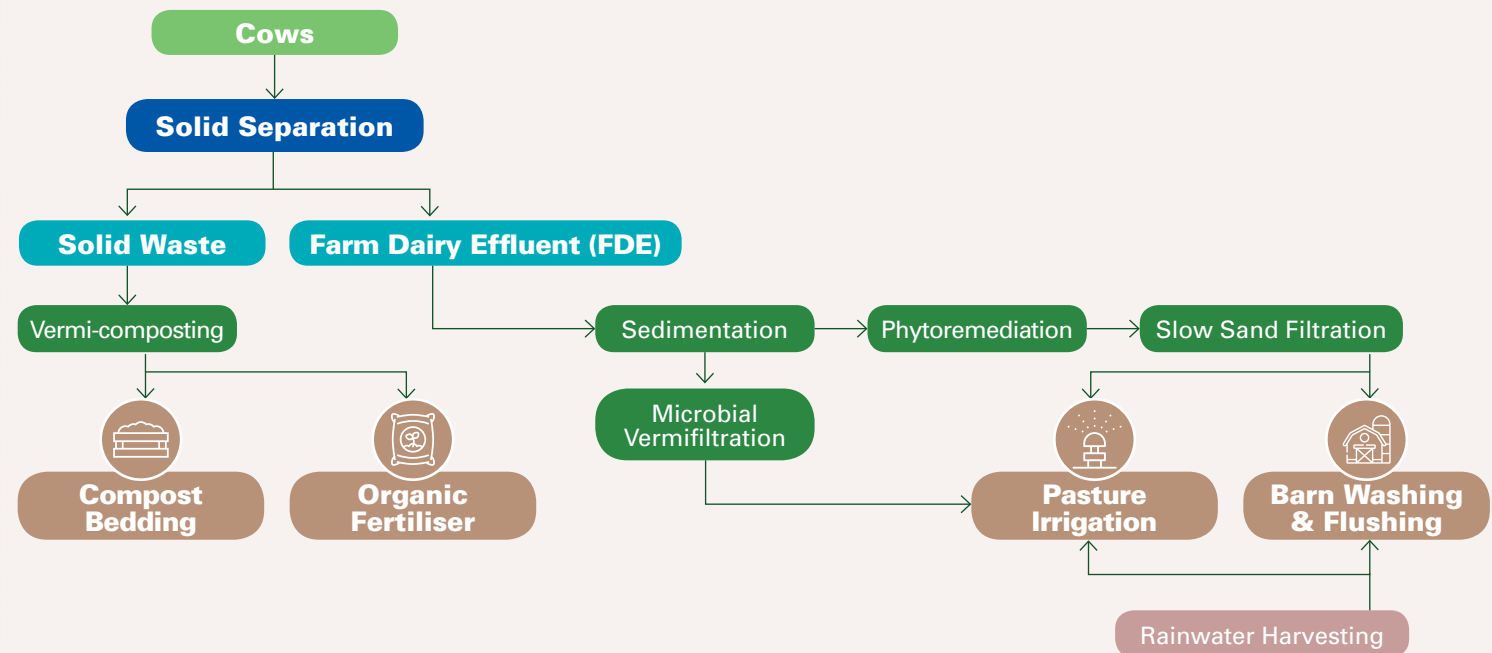 Cows
Solid Separation
Solid Waste
Farm Dairy Effluent (FDE)
Vermi-composting
Sedimentation
Phytoremediation
Slow Sand Filtration
Microbial
Vermifiltration
Compost
Bedding
Organic
Fertiliser
Pasture
Irrigation
Barn Washing
& Flushing
Rainwater Harvesting